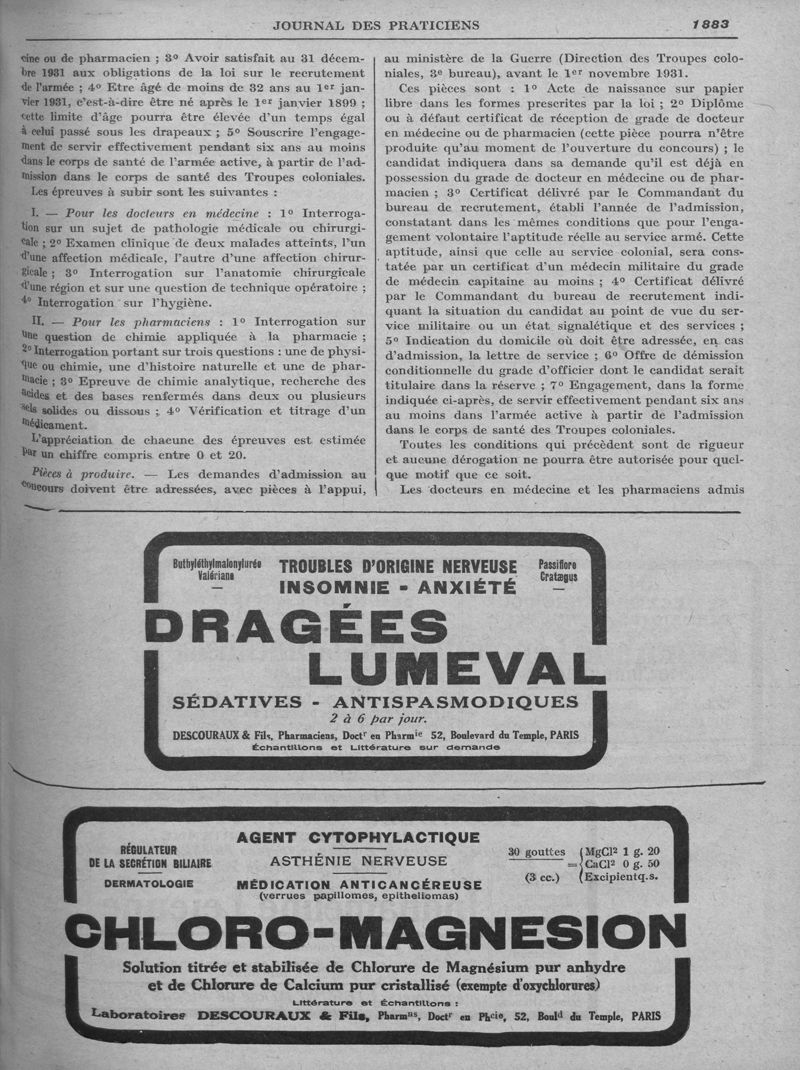 JOURNAL DES PRATICIENS
1883
cine ou de pharmacien ; 3° Avoir satisfait au 31 décem-
bre 1931 aux obligations de la loi sur le recrutement
de l'armée ; 4° Etre âgé de moins de 32 ans au 1er jan-
vier 1931, c'est-à-dire être né après le 1er janvier 1899 ;
cette limite d'âge pourra être élevée d'un temps égal
à celui passé sous les drapeaux ; 5° Souscrire l'engage-
ment de servir effectivement pendant six ans au moins
dans le corps de santé de l'armée active, à partir de l'ad-
mission dans le corps de santé des Troupes coloniales.
Les épreuves à subir sont les suivantes :
I. — Pour les docteurs en médecine : 1° Interroga-
tion sur un sujet de pathologie médicale ou chirurgi-
cale ; 2° Examen clinique de deux malades atteints, l'un
d'une affection médicale, l'autre d'une affection chirur-
gicale ; 3° Interrogation sur l'anatomie chirurgicale
d'une région et sur une question de technique opératoire ;
4° Interrogation sur l'hygiène.
II. — Pour les pharmaciens : 1° Interrogation sur
une question de chimie appliquée à la pharmacie ;
2° Interrogation portant sur trois questions : une de physi-
que ou chimie, une d'histoire naturelle et une de phar-
macie ; 3° Epreuve de chimie analytique, recherche des
acides et des bases renfermés dans deux ou plusieurs
sels solides ou dissous ; 4° Vérification et titrage d'un
médicament.
L'appréciation de chacune des épreuves est estimée
par un chiffre compris entre 0 et 20.
Pièces à produire. — Les demandes d'admission au
concours doivent être adressées, avec pièces à l'appui,
au ministère de la Guerre (Direction des Troupes colo-
niales, 3e bureau), avant le 1er novembre 1931.
Ces pièces sont : 1° Acte de naissance sur papier
libre dans les formes prescrites par la loi ; 2° Diplôme
ou à défaut certificat de réception de grade de docteur
en médecine ou de pharmacien (cette pièce pourra n'être
produite qu'au moment de l'ouverture du concours) ; le
candidat indiquera dans sa demande qu'il est déjà en
possession du grade de docteur en médecine ou de phar-
macien ; 3° Certificat délivré par le Commandant du
bureau de recrutement, établi l'année de l'admission,
constatant dans les mêmes conditions que pour l'enga-
gement volontaire l'aptitude réelle au service armé. Cette
aptitude, ainsi que celle au service colonial, sera cons-
tatée par un certificat d'un médecin militaire du grade
de médecin capitaine au moins ; 4° Certificat délivré
par le Commandant du bureau de recrutement indi-
quant la situation du candidat au point de vue du ser-
vice militaire ou un état signalétique et des services ;
5° Indication du domicile où doit être adressée, en cas
d'admission, la lettre de service ; 6° Offre de démission
conditionnelle du grade d'officier dont le candidat serait
titulaire dans la réserve ; 7° Engagement, dans la forme
indiquée ci-après, de servir effectivement pendant six ans
au moins dans l'armée active à partir de l'admission
dans le corps de santé des Troupes coloniales.
Toutes les conditions qui précèdent sont de rigueur
et aucune dérogation ne pourra être autorisée pour quel-
que motif que ce soit.
Les docteurs en médecine et les pharmaciens admis
Buthyléthylmalonylurée
Valériane
TROUBLES D'ORIGINE NERVEUSE
INSOMNIE - ANXIÉTÉ
Passiflore
Cratægus
DRAGÉES
LUMEVAL
SÉDATIVES - ANTISPASMODIQUES
2 à 6 par jour.
DESCOURAUX & Fils, Pharmaciens, Doctr en Pharmie 52, Boulevard du Temple, PARIS
Échantillons et Littérature sur demande
RÉGULATEUR
DE LA SECRÉTION BILIAIRE
DERMATOLOGIE
AGENT CYTOPHYLACTIQUE
ASTHÉNIE NERVEUSE
MÉDICATION ANTICANCÉREUSE
(verrues papillomes, epitheliomas)
30 gouttes
(3 cc.)
=
MgCl2 1 g. 20
CaCl2 0 g. 50
Excipient q.s.
CHLORO-MAGNESION
Solution titrée et stabilisée de Chlorure de Magnésium pur anhydre
et de Chlorure de Calcium pur cristallisé (exempte d'oxychlorures)
Littérature et Échantillons :
Laboratoires DESCOURAUX & Fils, Pharmns, Doctr en Phcie, 52, Bould du Temple, PARIS